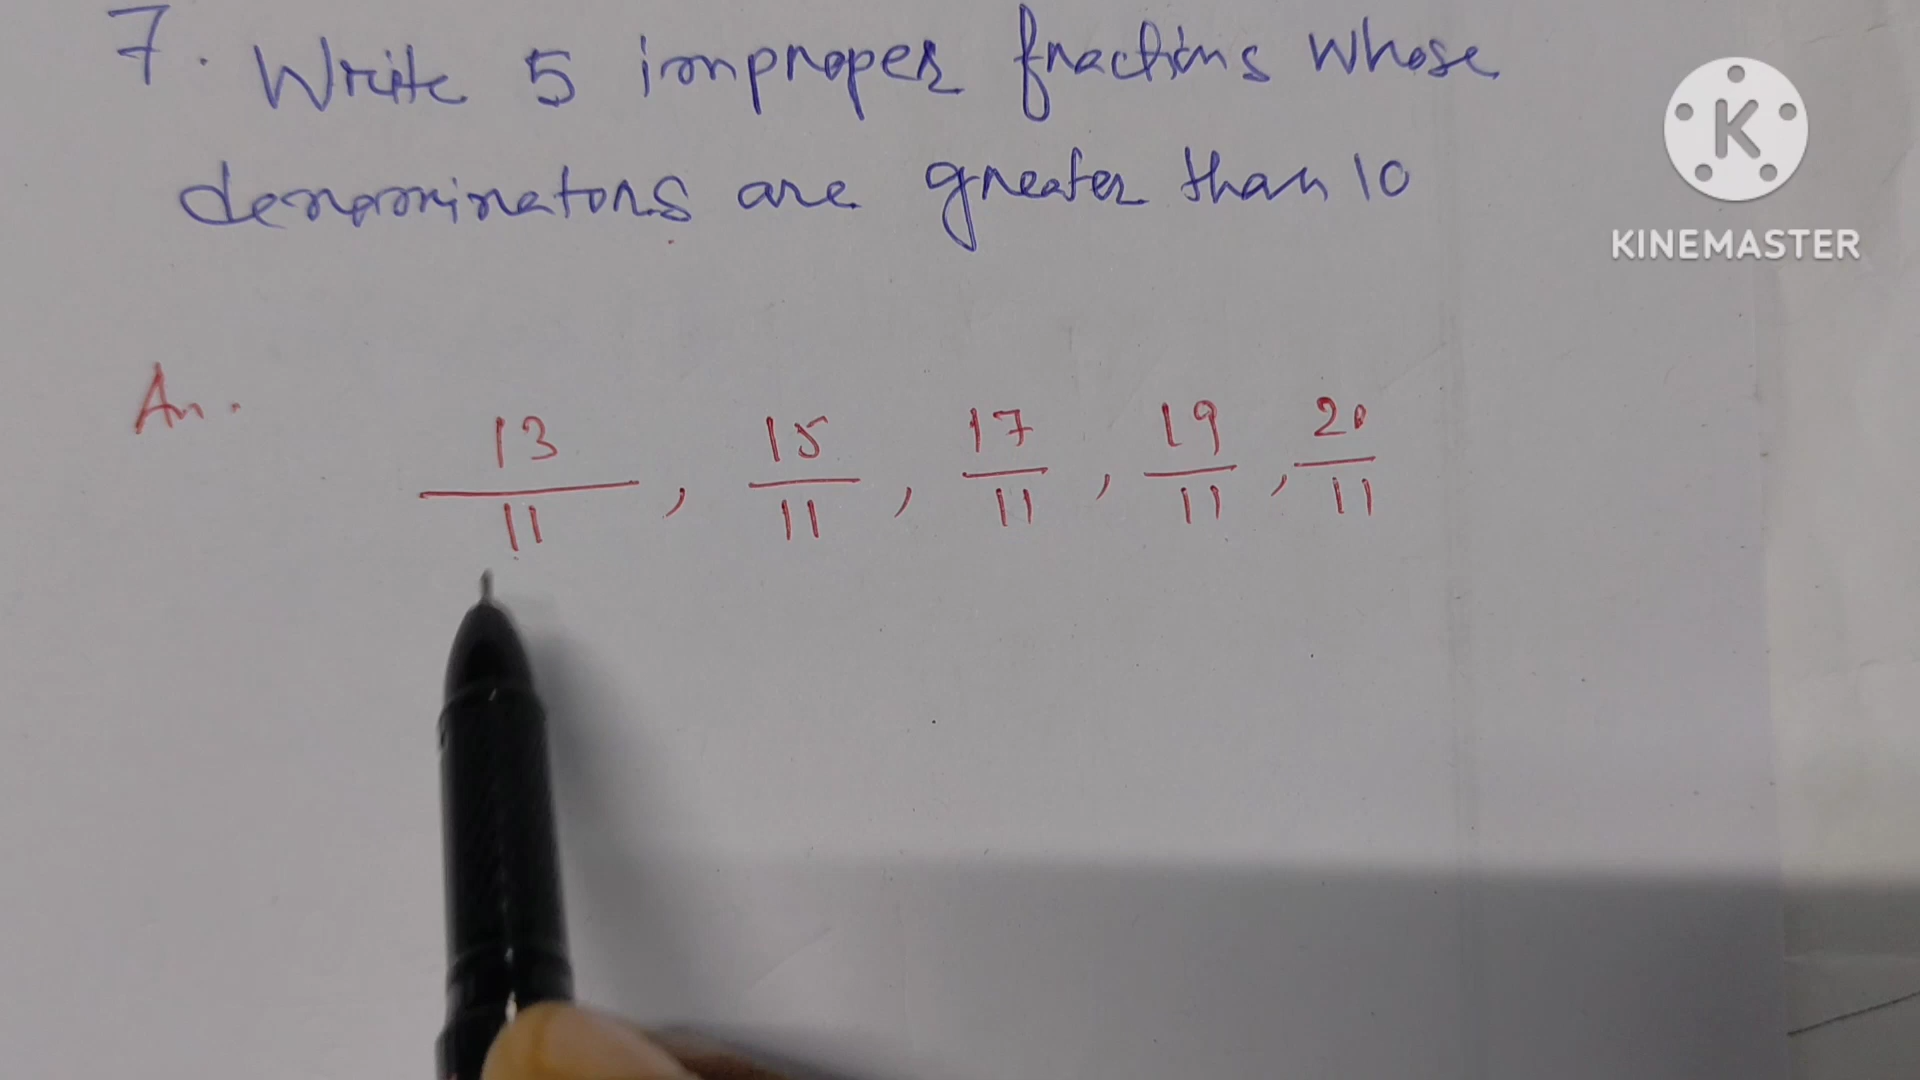 7. Write 5 improper fractions whose
denominators are greater than 10
K
KINEMASTER
An. 13/11, 15/11, 17/11, 19/11, 20/11